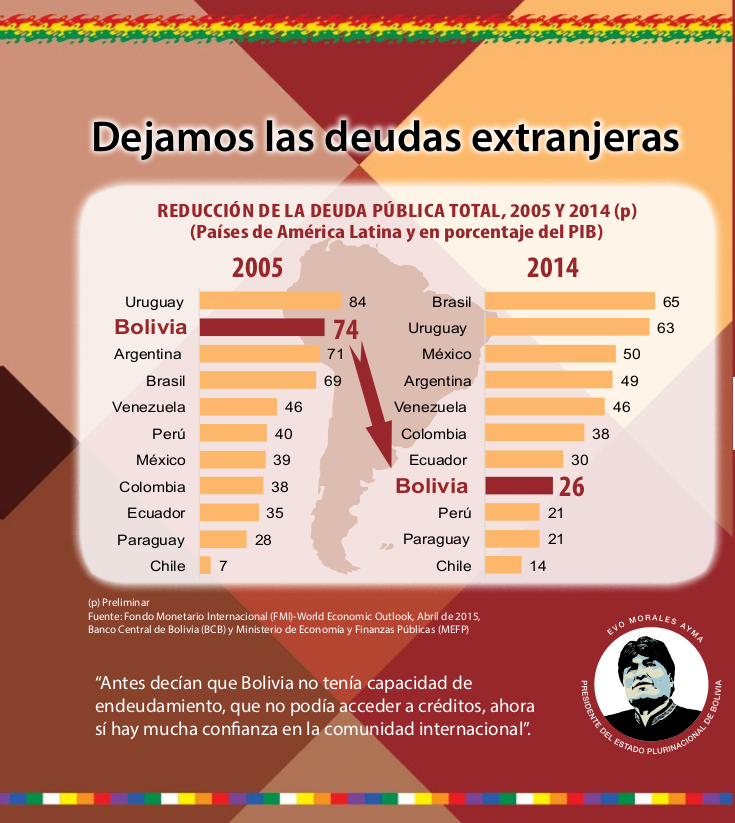 Dejamos las deudas extranjeras
REDUCCIÓN DE LA DEUDA PÚBLICA TOTAL, 2005 Y 2014 (p)
(Países de América Latina y en porcentaje del PIB)
2005
Uruguay 84
Bolivia 74
Argentina 71
Brasil 69
Venezuela 46
Perú 40
México 39
Colombia 38
Ecuador 35
Paraguay 28
Chile 7
2014
Brasil 65
Uruguay 63
México 50
Argentina 49
Venezuela 46
Colombia 38
Ecuador 30
Bolivia 26
Perú 21
Paraguay 21
Chile 14
(p) Preliminar
Fuente: Fondo Monetario Internacional (FMI)-World Economic Outlook, Abril de 2015,
Banco Central de Bolivia (BCB) y Ministerio de Economía y Finanzas Públicas (MEFP)
“Antes decían que Bolivia no tenía capacidad de
endeudamiento, que no podía acceder a créditos, ahora
sí hay mucha confianza en la comunidad internacional”.
EVO MORALES AYMA
PRESIDENTE DEL ESTADO PLURINACIONAL DE BOLIVIA